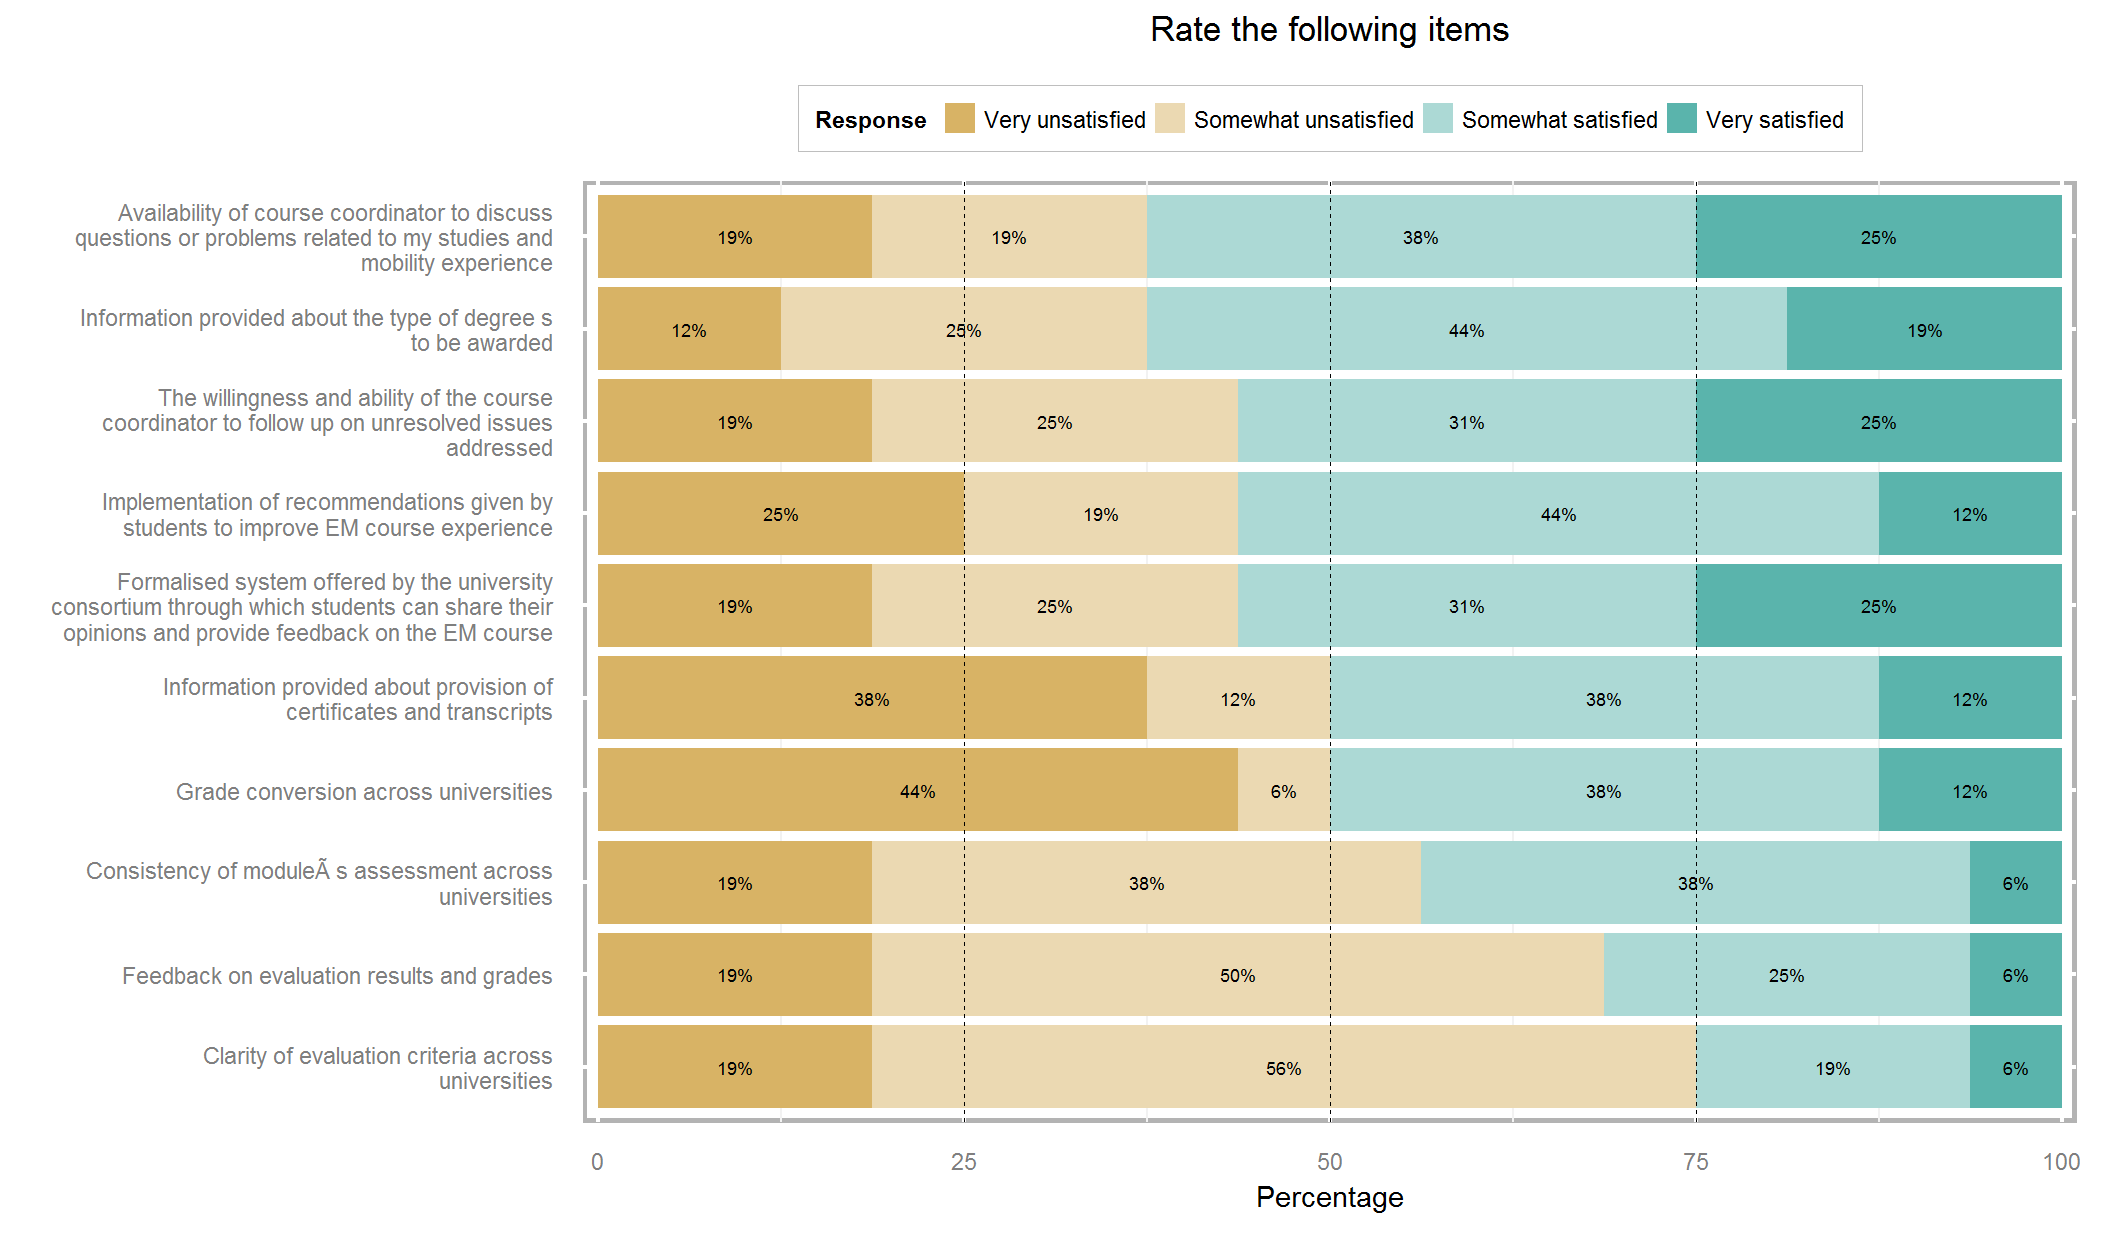 Rate the following items
Response Very unsatisfied Somewhat unsatisfied Somewhat satisfied Very satisfied
Availability of course coordinator to discuss
questions or problems related to my studies and
mobility experience
19% 19% 38% 25%
Information provided about the type of degree s
to be awarded
12% 25% 44% 19%
The willingness and ability of the course
coordinator to follow up on unresolved issues
addressed
19% 25% 31% 25%
Implementation of recommendations given by
students to improve EM course experience
25% 19% 44% 12%
Formalised system offered by the university
consortium through which students can share their
opinions and provide feedback on the EM course
19% 25% 31% 25%
Information provided about provision of
certificates and transcripts
38% 12% 38% 12%
Grade conversion across universities
44% 6% 38% 12%
Consistency of moduleÃ s assessment across
universities
19% 38% 38% 6%
Feedback on evaluation results and grades
19% 50% 25% 6%
Clarity of evaluation criteria across
universities
19% 56% 19% 6%
0 25 50 75 100
Percentage